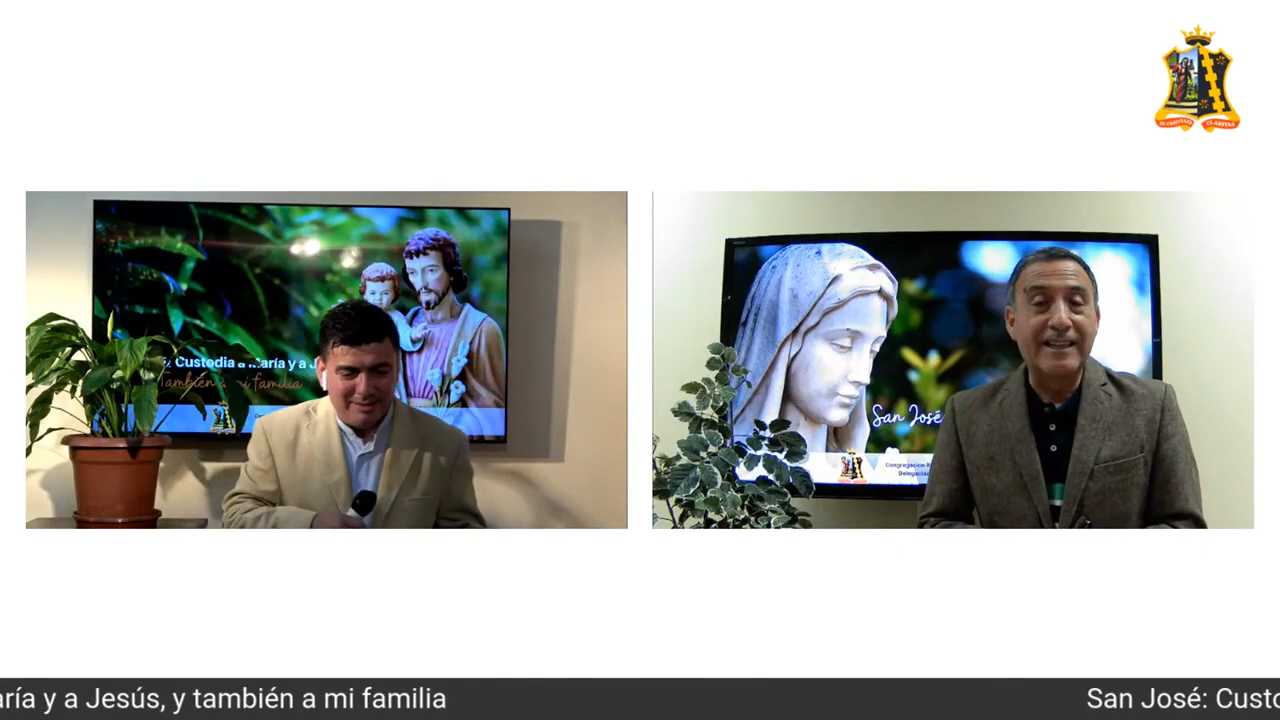 Custodia a María y a J
También a mi familia
San José
aría y a Jesús, y también a mi familia
San José: Custo